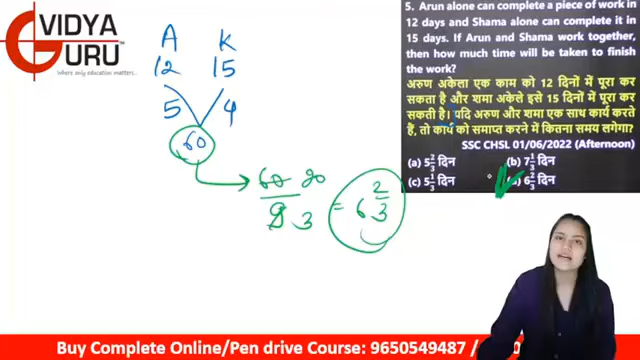 VIDYA
GURU
Where only education matters...
A K
12 15
5 4
60
60 20
9 3
= 6 2/3
5. Arun alone can complete a piece of work in
12 days and Shama alone can complete it in
15 days. If Arun and Shama work together,
then how much time will be taken to finish
the work?
अरुण अकेला एक काम को 12 दिनों में पूरा कर
सकता है और शमा अकेले इसे 15 दिनों में पूरा कर
सकती है। यदि अरुण और शमा एक साथ कार्य करते
हैं, तो कार्य को समाप्त करने में कितना समय लगेगा?
SSC CHSL 01/06/2022 (Afternoon)
(a) 5 2/3 दिन (b) 7 1/3 दिन
(c) 5 1/3 दिन 6 2/3 दिन
Buy Complete Online/Pen drive Course: 9650549487 /